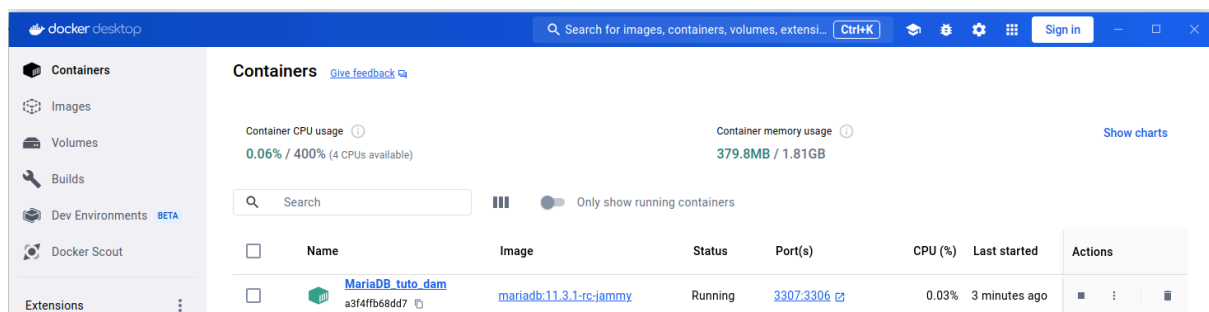 docker desktop
Search for images, containers, volumes, extensi... Ctrl+K
Sign in
Containers
Images
Volumes
Builds
Dev Environments BETA
Docker Scout
Extensions
Containers Give feedback
Container CPU usage
0.06% / 400% (4 CPUs available)
Container memory usage
379.8MB / 1.81GB
Show charts
Search
Only show running containers
Name Image Status Port(s) CPU (%) Last started Actions
MariaDB_tuto_dam
a3f4ffb68dd7
mariadb:11.3.1-rc-jammy Running 3307:3306 0.03% 3 minutes ago